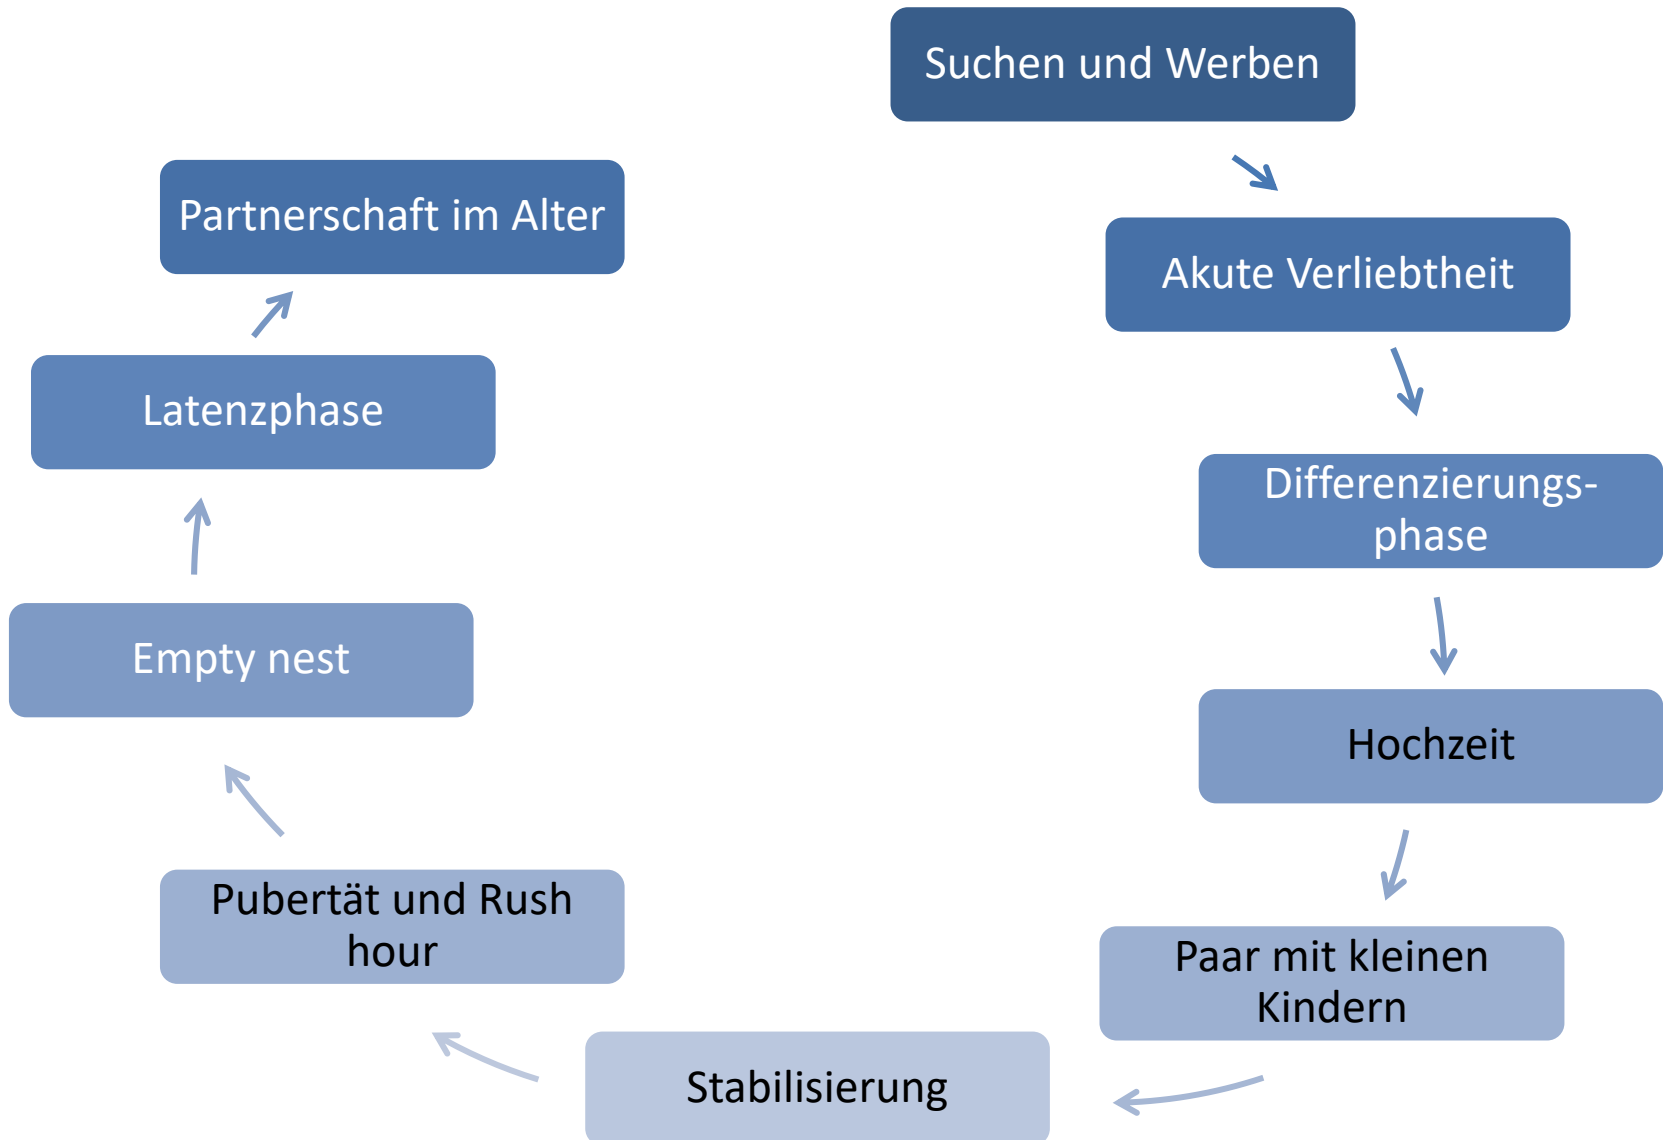 Suchen und Werben
Akute Verliebtheit
Differenzierungs-
phase
Hochzeit
Paar mit kleinen
Kindern
Stabilisierung
Pubertät und Rush
hour
Empty nest
Latenzphase
Partnerschaft im Alter